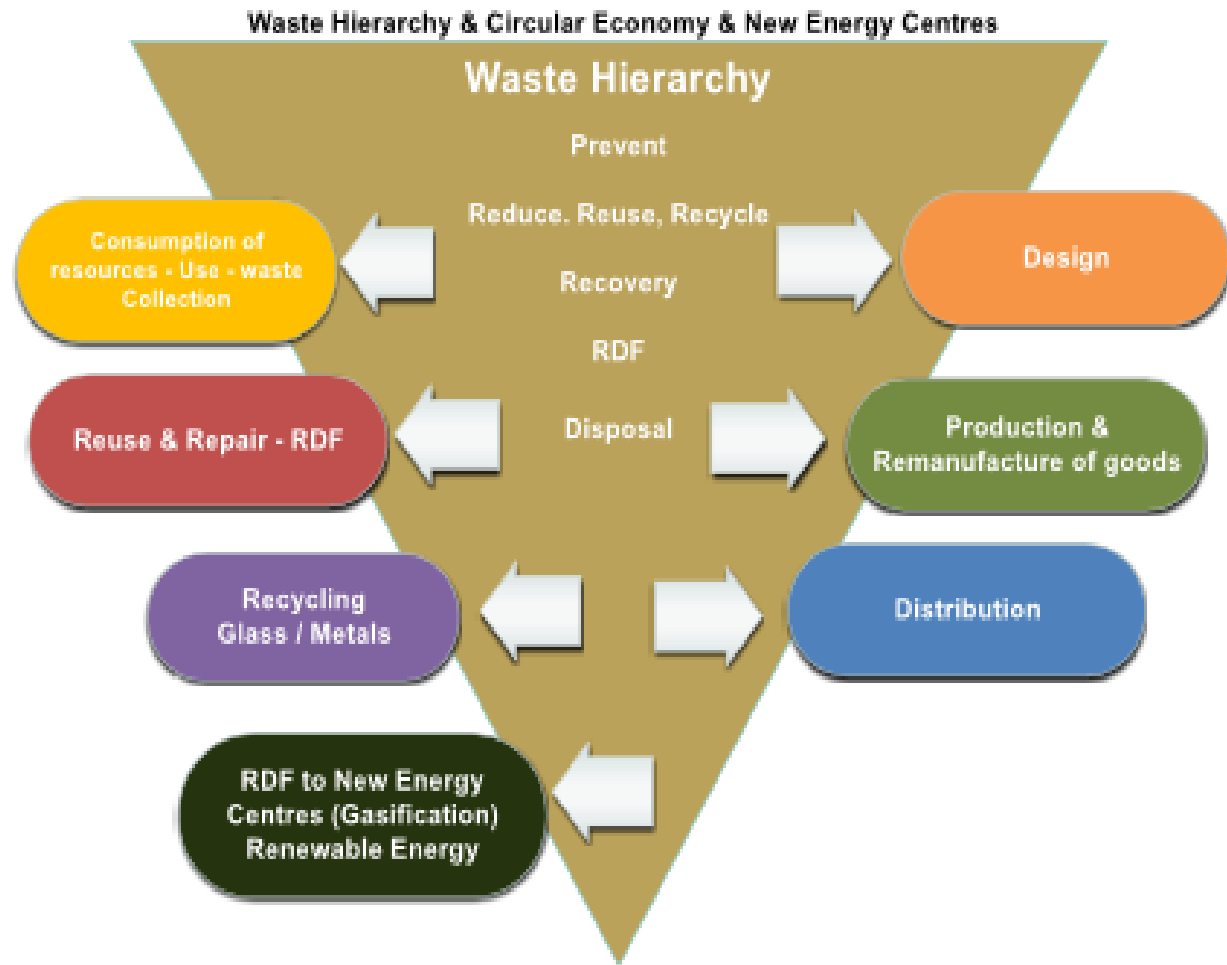 Waste Hierarchy & Circular Economy & New Energy Centres
Waste Hierarchy
Prevent
Reduce. Reuse, Recycle
Recovery
RDF
Disposal
Consumption of
resources - Use - waste
Collection
Design
Reuse & Repair - RDF
Production &
Remanufacture of goods
Recycling
Glass / Metals
Distribution
RDF to New Energy
Centres (Gasification)
Renewable Energy